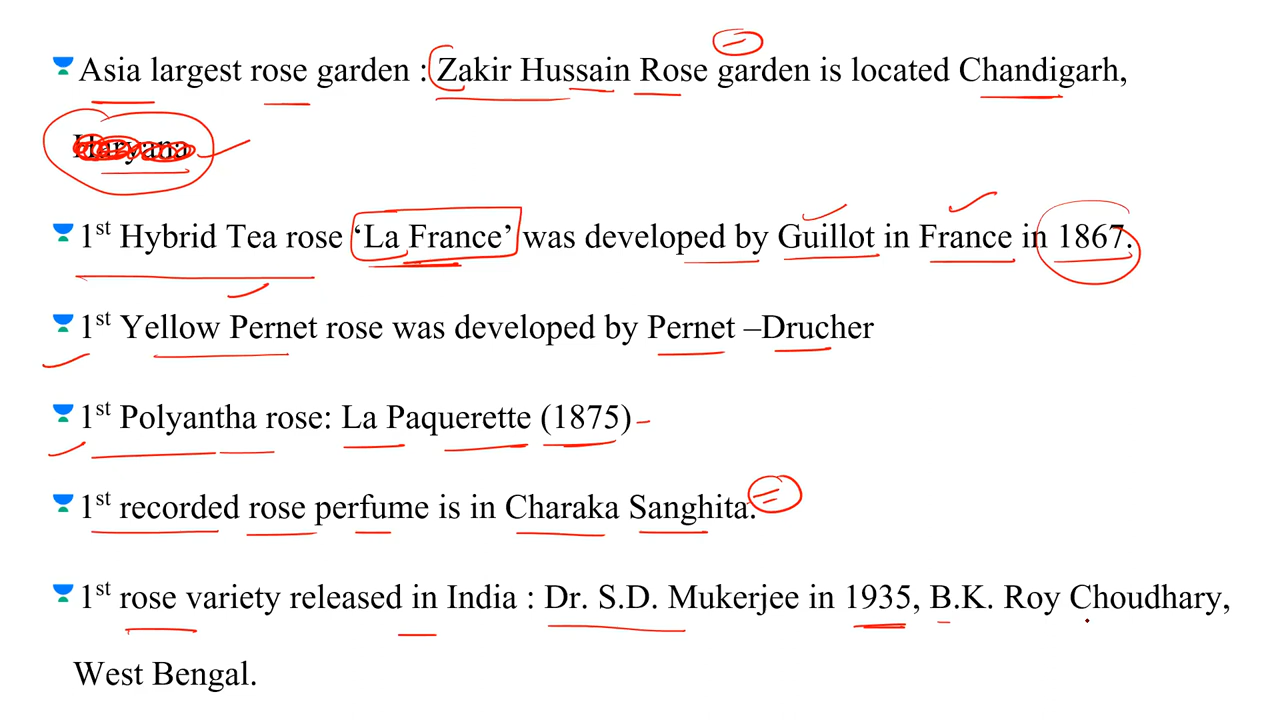 Asia largest rose garden : Zakir Hussain Rose garden is located Chandigarh,
Haryana
1st Hybrid Tea rose ‘La France’ was developed by Guillot in France in 1867.
1st Yellow Pernet rose was developed by Pernet –Drucher
1st Polyantha rose: La Paquerette (1875)
1st recorded rose perfume is in Charaka Sanghita.
1st rose variety released in India : Dr. S.D. Mukerjee in 1935, B.K. Roy Choudhary,
West Bengal.